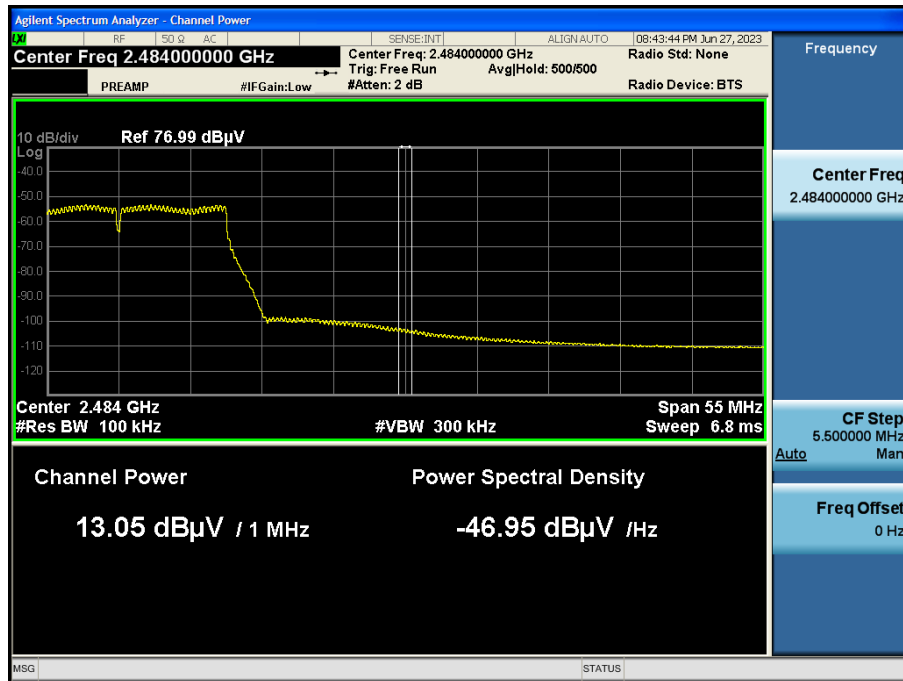 Agilent Spectrum Analyzer - Channel Power
LXI RF 50 Ω AC SENSE:INT ALIGN AUTO 08:43:44 PM Jun 27, 2023
Center Freq 2.484000000 GHz
Center Freq: 2.484000000 GHz
Radio Std: None
Trig: Free Run Avg|Hold: 500/500
PREAMP #IFGain:Low #Atten: 2 dB Radio Device: BTS
10 dB/div Ref 76.99 dBµV
Log
-40.0
-50.0
-60.0
-70.0
-80.0
-90.0
-100
-110
-120
Center 2.484 GHz Span 55 MHz
#Res BW 100 kHz #VBW 300 kHz Sweep 6.8 ms
Channel Power
Power Spectral Density
13.05 dBµV / 1 MHz
-46.95 dBµV /Hz
Frequency
Center Freq
2.484000000 GHz
CF Step
5.500000 MHz
Auto Man
Freq Offset
0 Hz
MSG STATUS